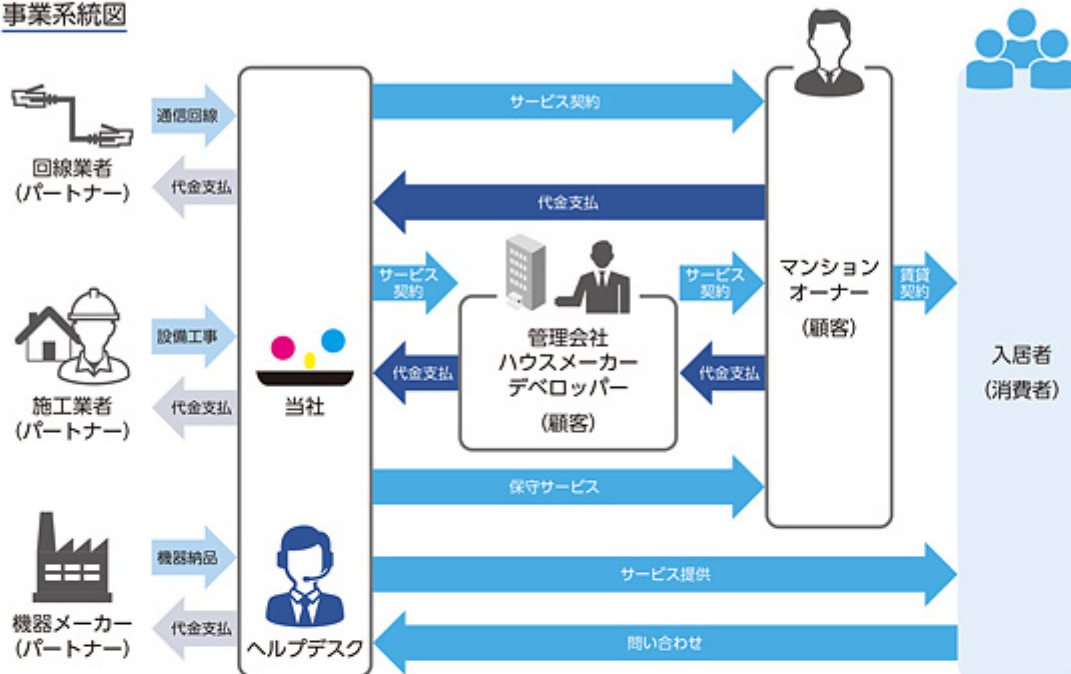 事業系統図
通信回線
回線業者
(パートナー)
代金支払
設備工事
施工業者
(パートナー)
代金支払
機器納品
機器メーカー
(パートナー)
代金支払
当社
ヘルプデスク
サービス契約
代金支払
サービス
契約
代金支払
管理会社
ハウスメーカー
デベロッパー
(顧客)
サービス
契約
代金支払
保守サービス
サービス提供
問い合わせ
マンション
オーナー
(顧客)
賃貸
契約
入居者
(消費者)